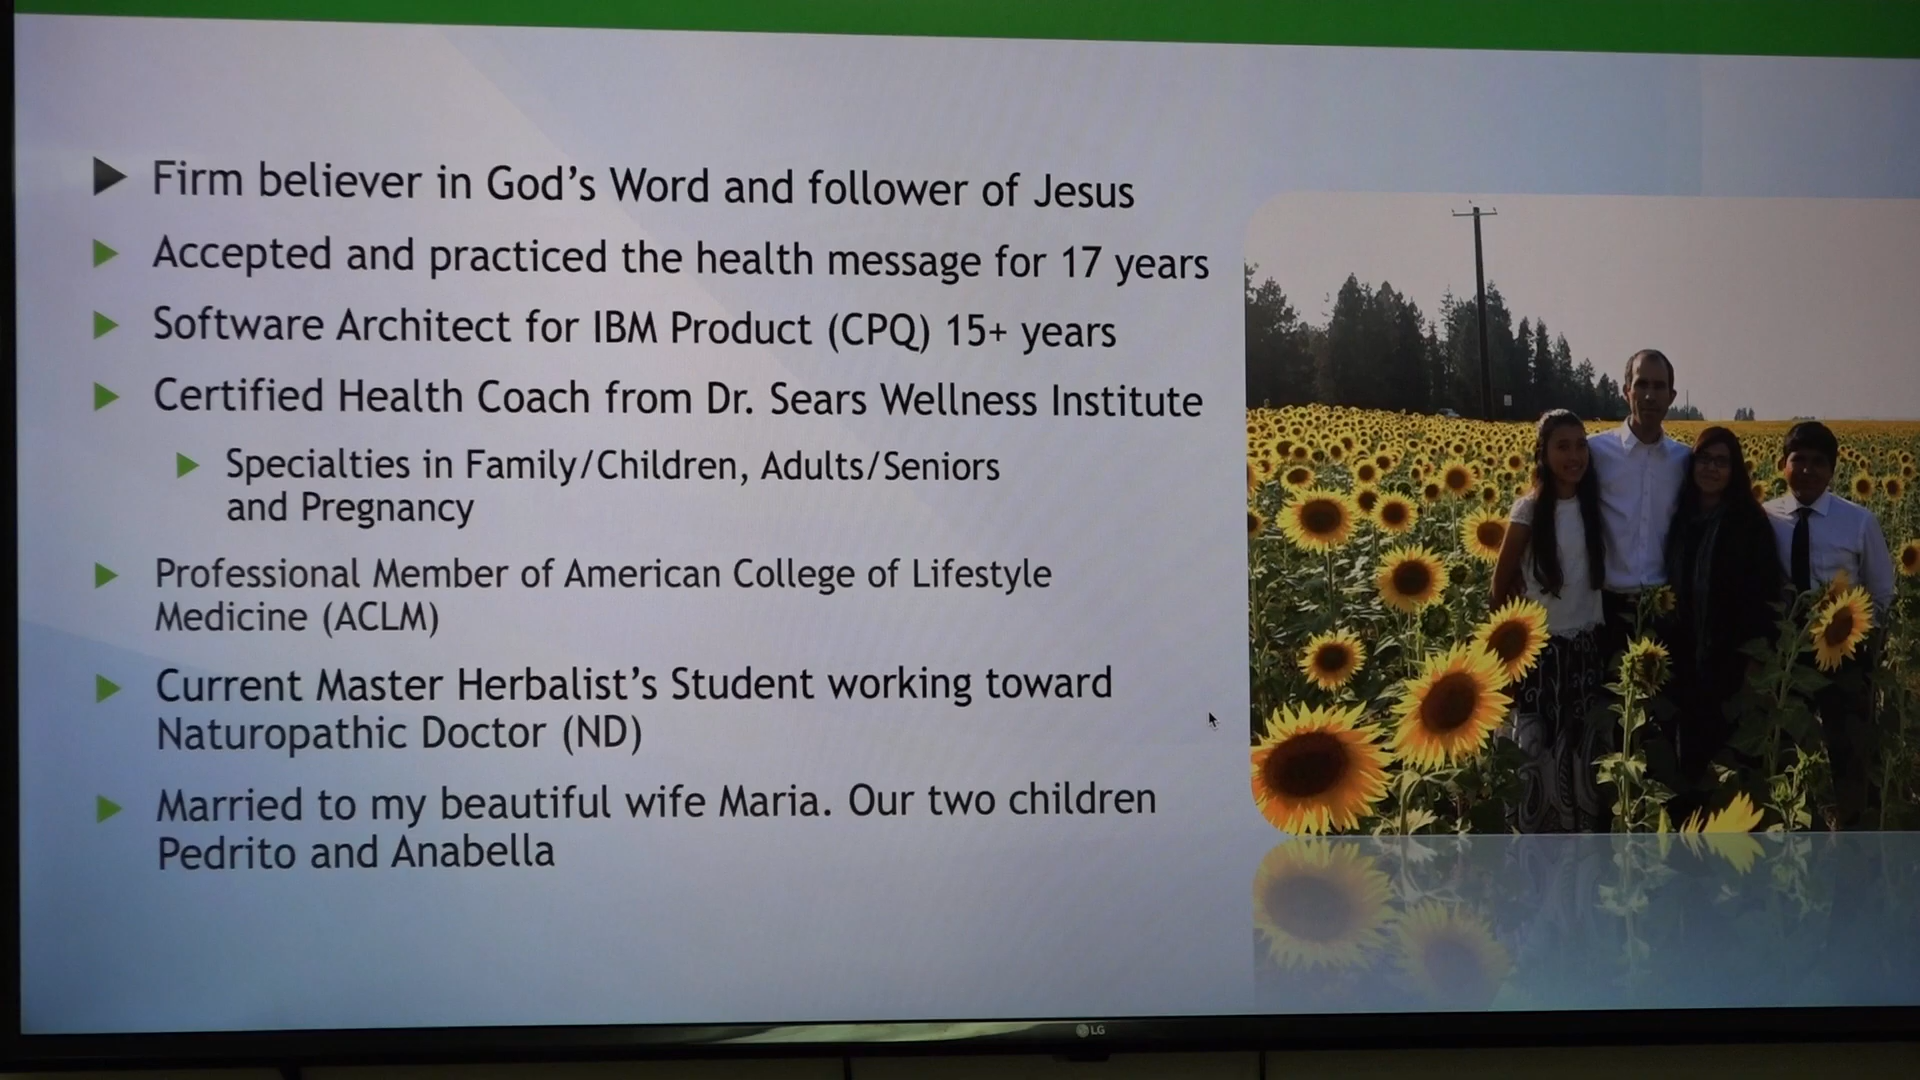 Firm believer in God's Word and follower of Jesus
Accepted and practiced the health message for 17 years
Software Architect for IBM Product (CPQ) 15+ years
Certified Health Coach from Dr. Sears Wellness Institute
Specialties in Family/Children, Adults/Seniors
and Pregnancy
Professional Member of American College of Lifestyle
Medicine (ACLM)
Current Master Herbalist's Student working toward
Naturopathic Doctor (ND)
Married to my beautiful wife Maria. Our two children
Pedrito and Anabella
LG